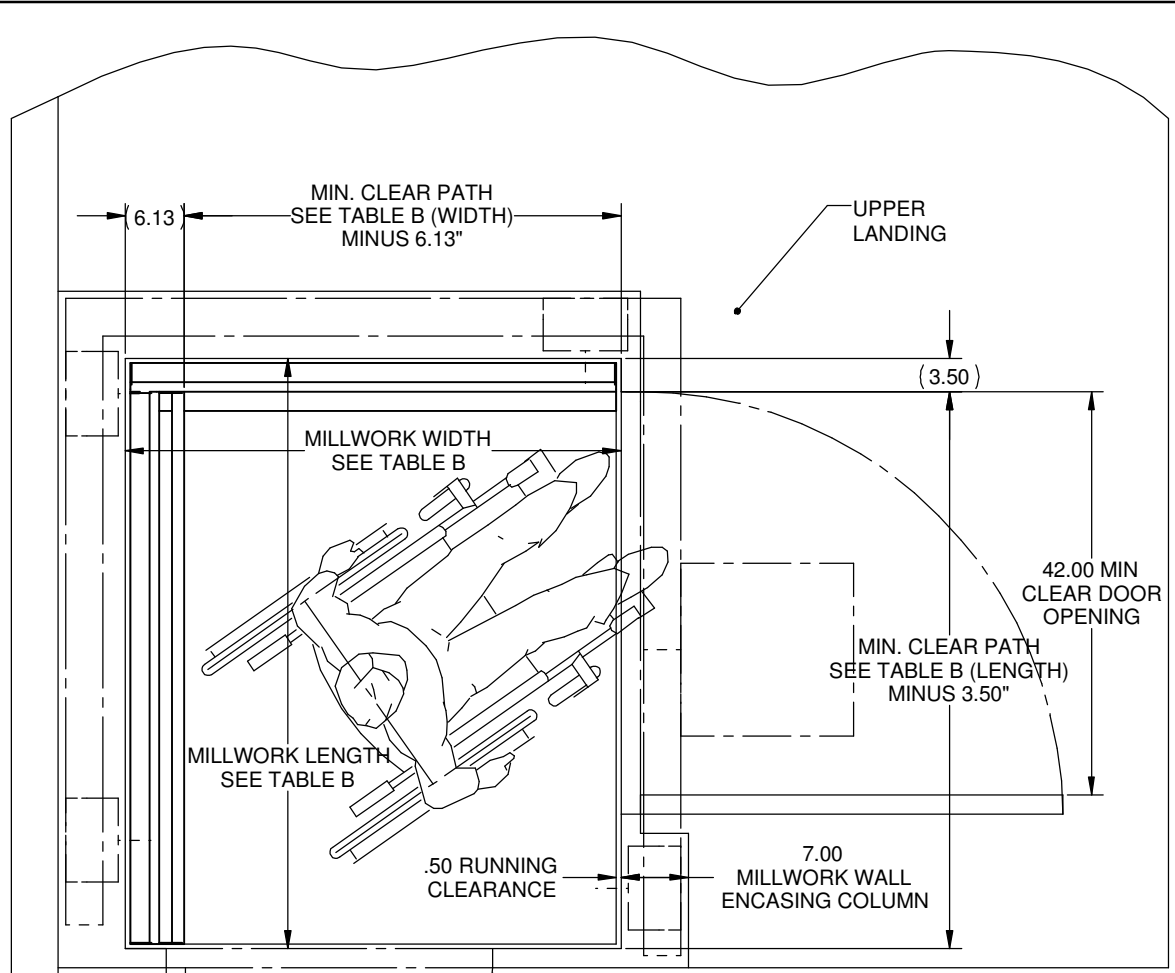 MIN. CLEAR PATH
SEE TABLE B (WIDTH)
MINUS 6.13"
(6.13)
UPPER
LANDING
(3.50)
MILLWORK WIDTH
SEE TABLE B
42.00 MIN
CLEAR DOOR
OPENING
MIN. CLEAR PATH
SEE TABLE B (LENGTH)
MINUS 3.50"
MILLWORK LENGTH
SEE TABLE B
.50 RUNNING
CLEARANCE
7.00
MILLWORK WALL
ENCASING COLUMN